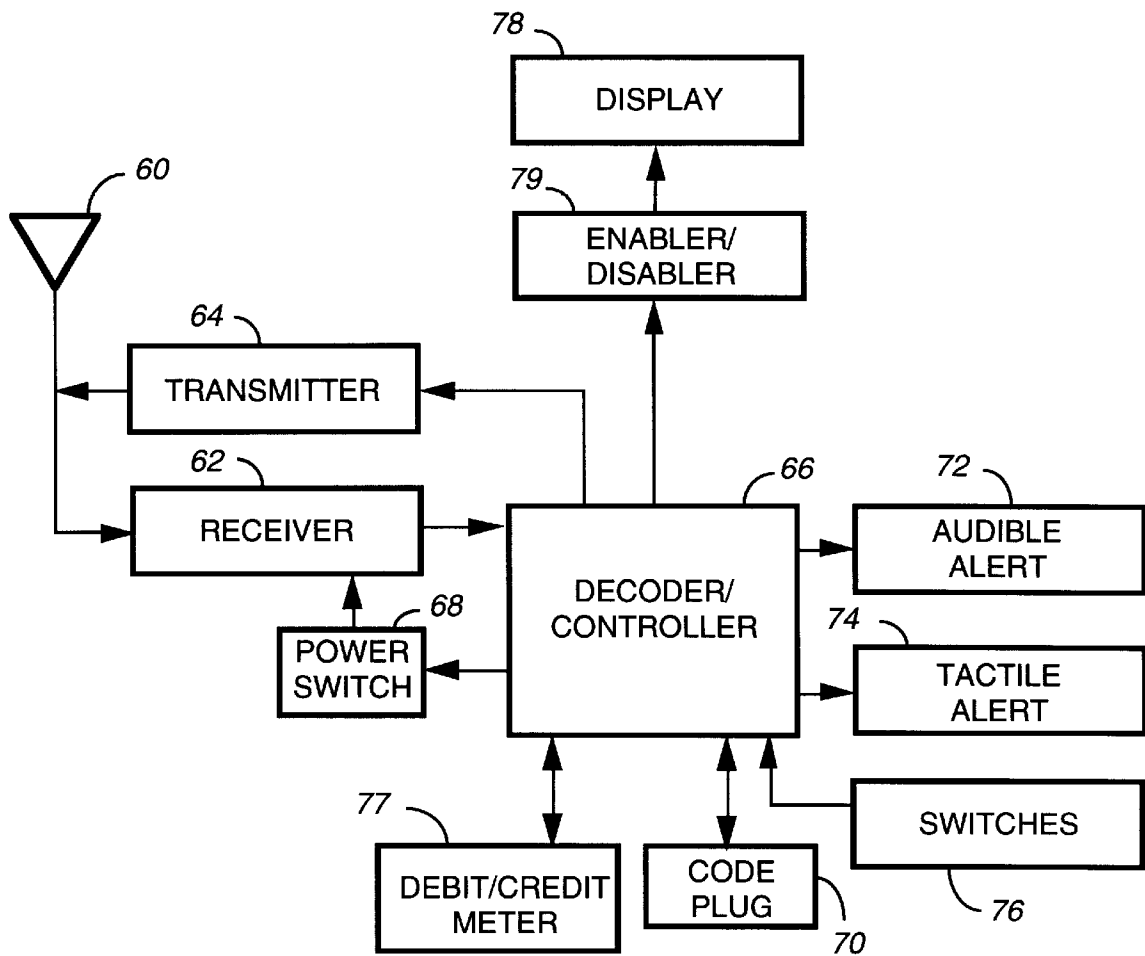 78
DISPLAY
60
79
ENABLER/
DISABLER
64
TRANSMITTER
62
RECEIVER
66
72
AUDIBLE
ALERT
DECODER/
CONTROLLER
68
POWER
SWITCH
74
TACTILE
ALERT
77
DEBIT/CREDIT
METER
CODE
PLUG
70
SWITCHES
76